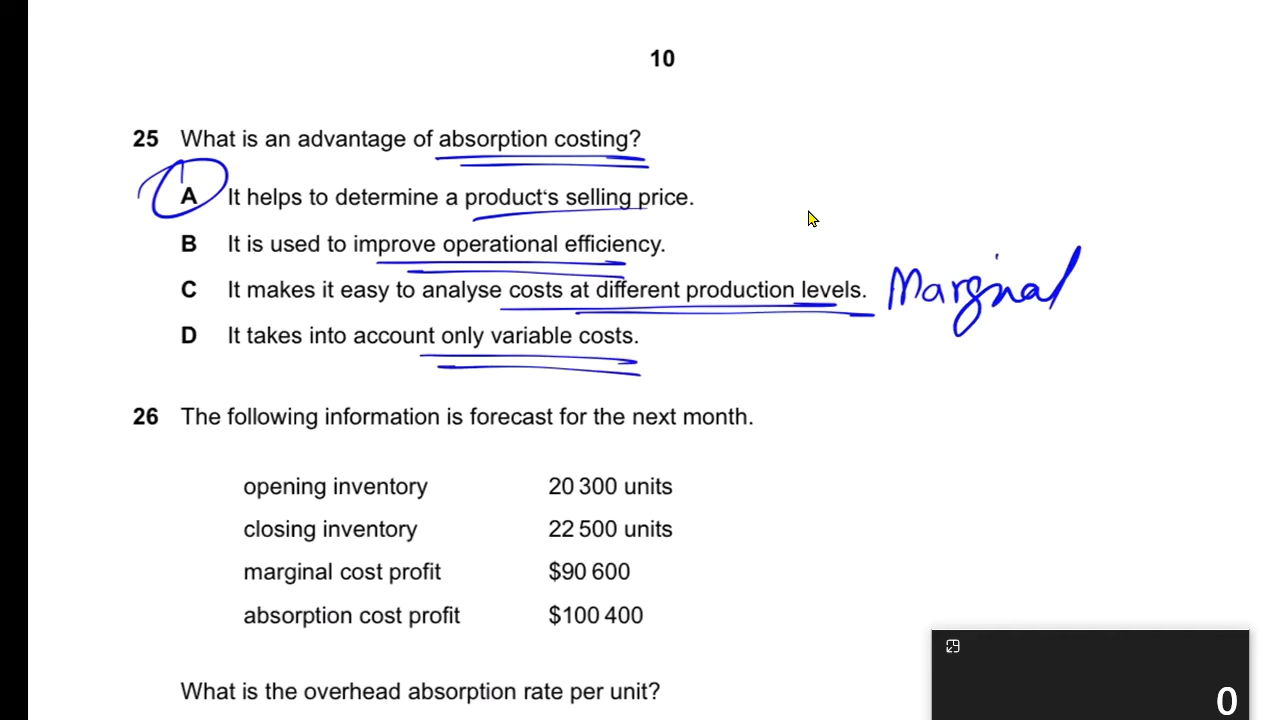 10
25 What is an advantage of absorption costing?
A It helps to determine a product's selling price.
B It is used to improve operational efficiency.
C It makes it easy to analyse costs at different production levels. Marginal
D It takes into account only variable costs.
26 The following information is forecast for the next month.
opening inventory 20 300 units
closing inventory 22 500 units
marginal cost profit $90 600
absorption cost profit $100 400
What is the overhead absorption rate per unit?
0